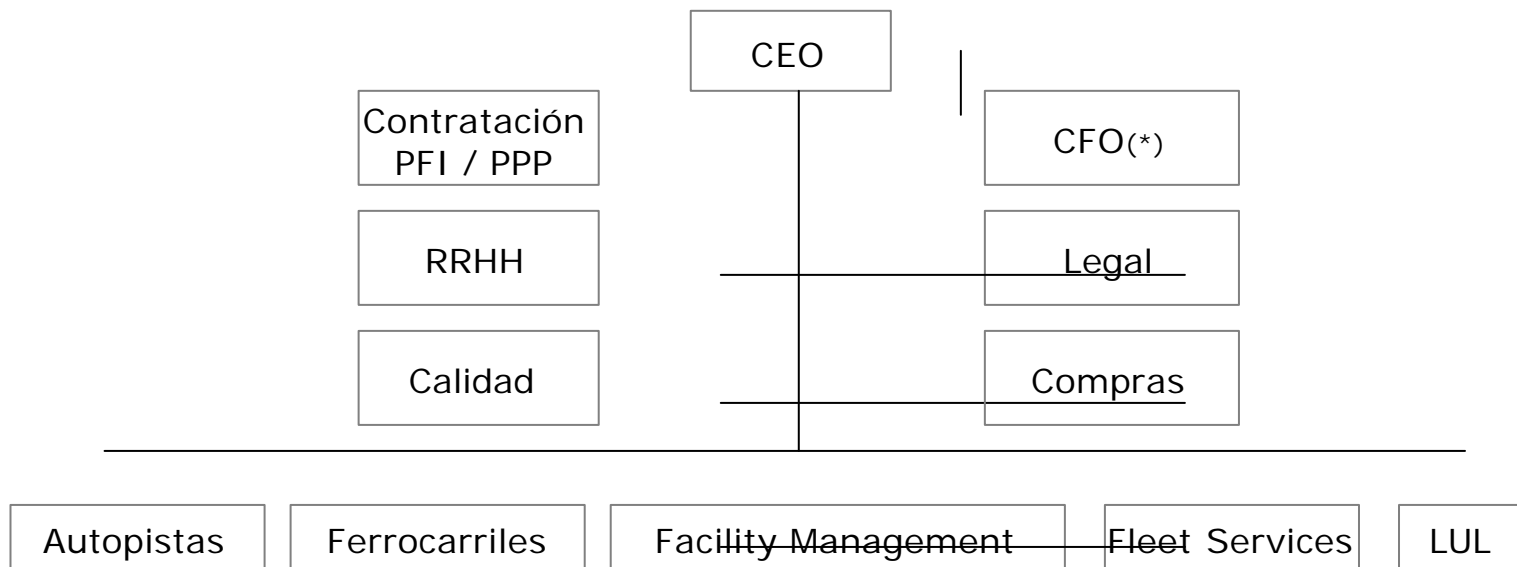 CEO
Contratación
PFI / PPP
CFO(*)
RRHH
Legal
Calidad
Compras
Autopistas
Ferrocarriles
Facility Management
Fleet Services
LUL